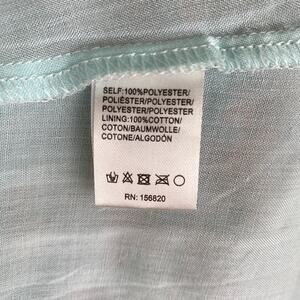 SELF:100%POLYESTER/
POLIÉSTER/POLYESTER/
POLYESTER/POLYESTER
LINING:100%COTTON/
COTON/BAUMWOLLE/
COTONE/ALGODÓN
RN: 156820